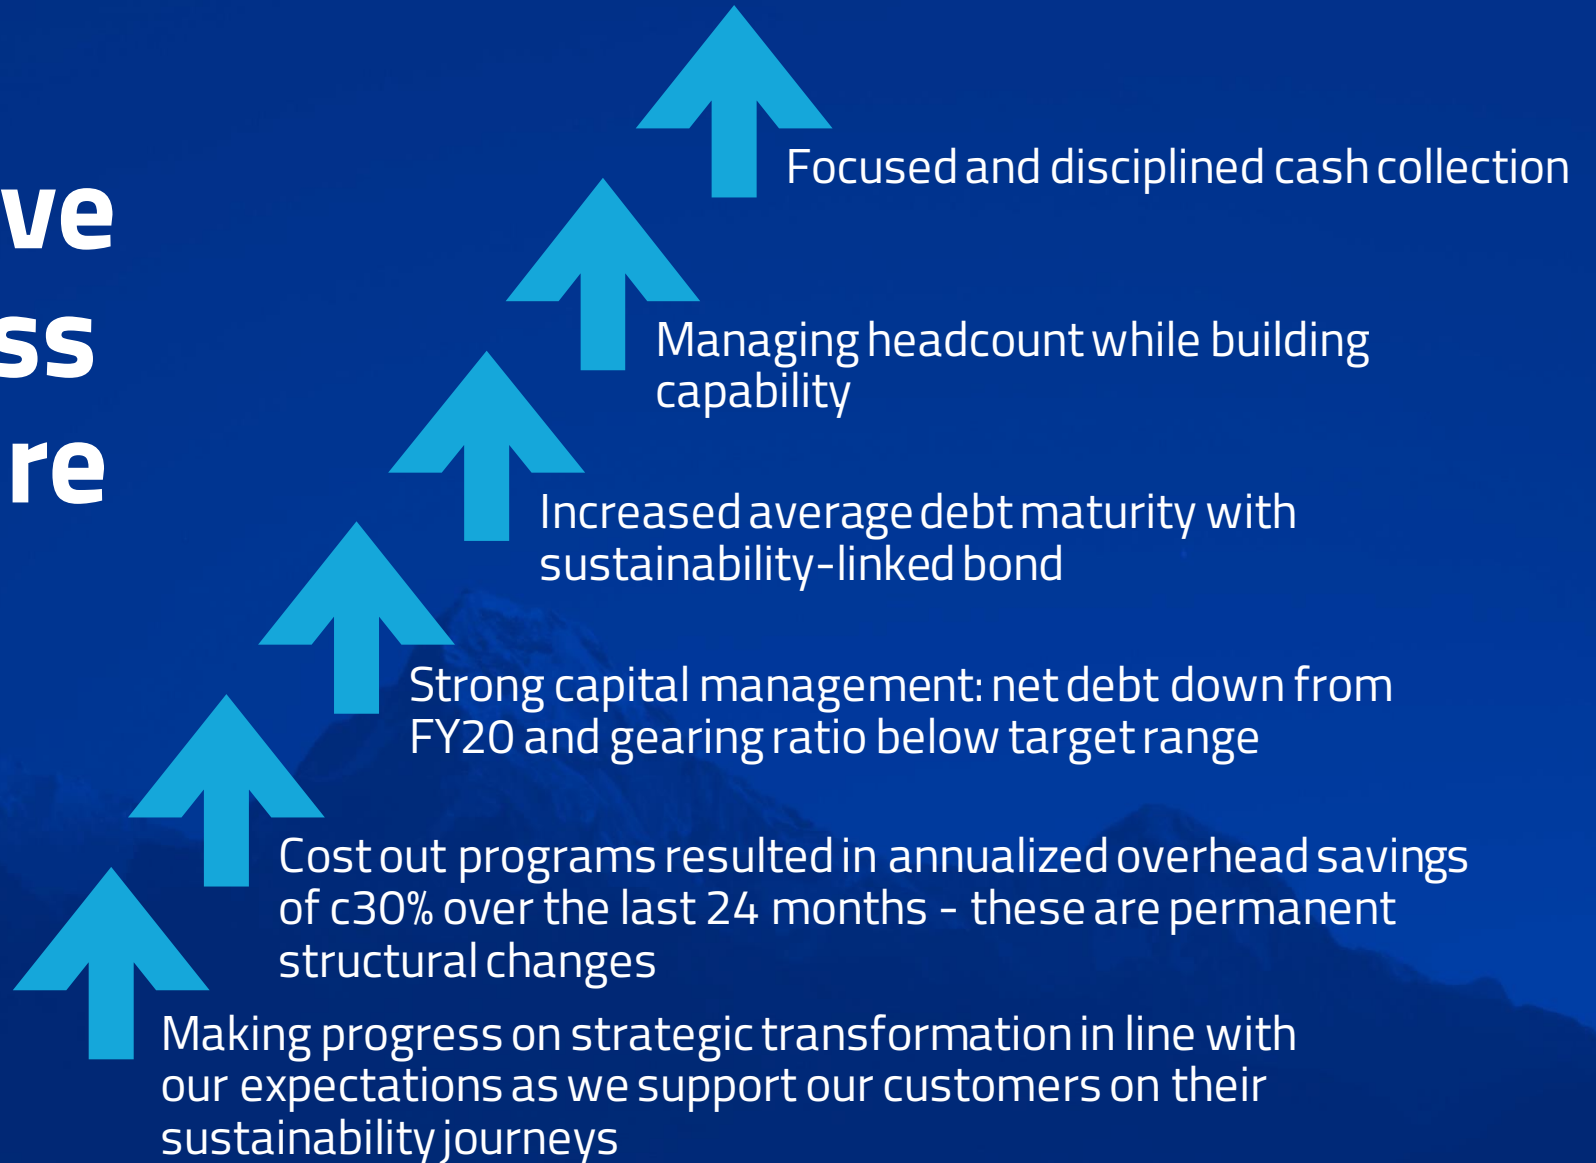 ve
ss
re
Focused and disciplined cash collection
Managing headcount while building
capability
Increased average debt maturity with
sustainability-linked bond
Strong capital management: net debt down from
FY20 and gearing ratio below target range
Cost out programs resulted in annualized overhead savings
of c30% over the last 24 months - these are permanent
structural changes
Making progress on strategic transformation in line with
our expectations as we support our customers on their
sustainability journeys